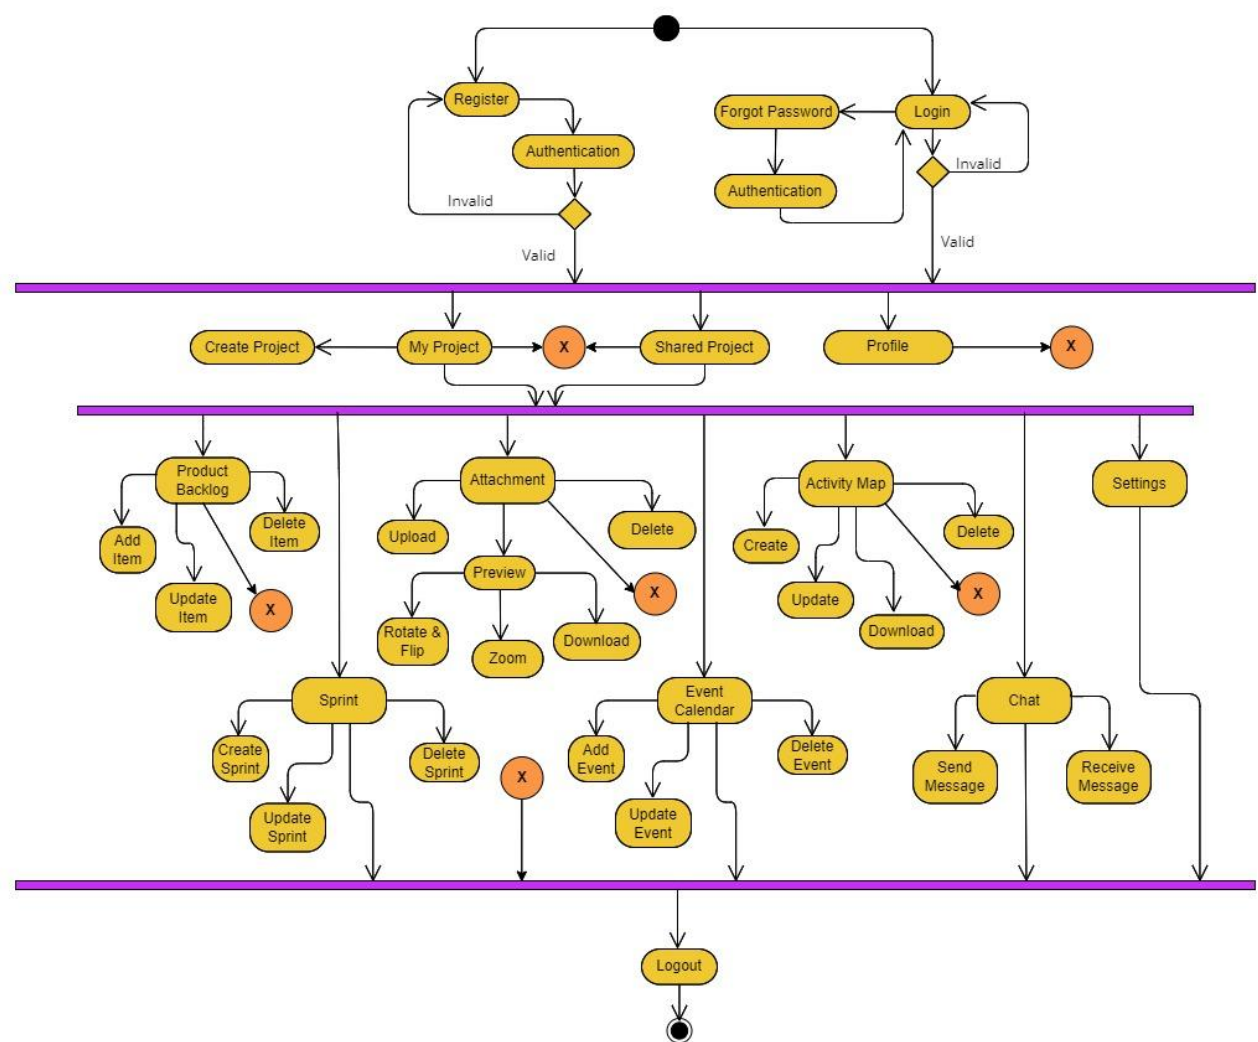 Register
Forgot Password
Login
Authentication
Invalid
Authentication
Invalid
Valid
Valid
Create Project
My Project
X
Shared Project
Profile
X
Product
Backlog
Attachment
Activity Map
Settings
Add
Item
Delete
Item
Upload
Delete
Create
Delete
Preview
Update
Item
X
X
Update
X
Rotate &
Flip
Zoom
Download
Download
Sprint
Event
Calendar
Chat
Create
Sprint
Delete
Sprint
X
Add
Event
Delete
Event
Send
Message
Receive
Message
Update
Sprint
Update
Event
Logout